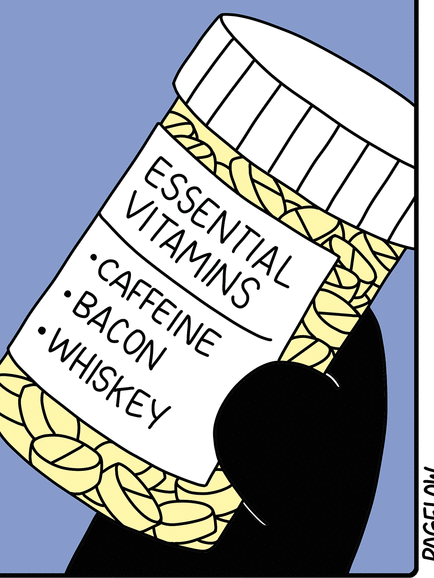 ESSENTIAL
VITAMINS
•CAFFEINE
•BACON
•WHISKEY
PAGELOW